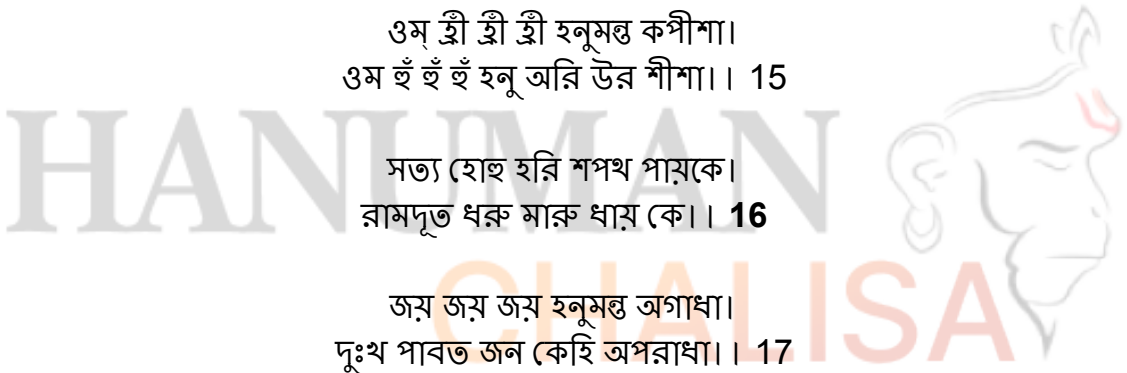 ওম্ হ্রীঁ হ্রীঁ হ্রীঁ হনুমন্ত কপীশা।
ওম হুঁ হুঁ হুঁ হনু অরি উর শীশা।। 15
সত্য হোহু হরি শপথ পায়কে।
রামদূত ধরু মারু ধায় কে।। 16
জয় জয় জয় হনুমন্ত অগাধা।
দুঃখ পাবত জন কেহি অপরাধা।। 17
HANUMAN
CHALISA